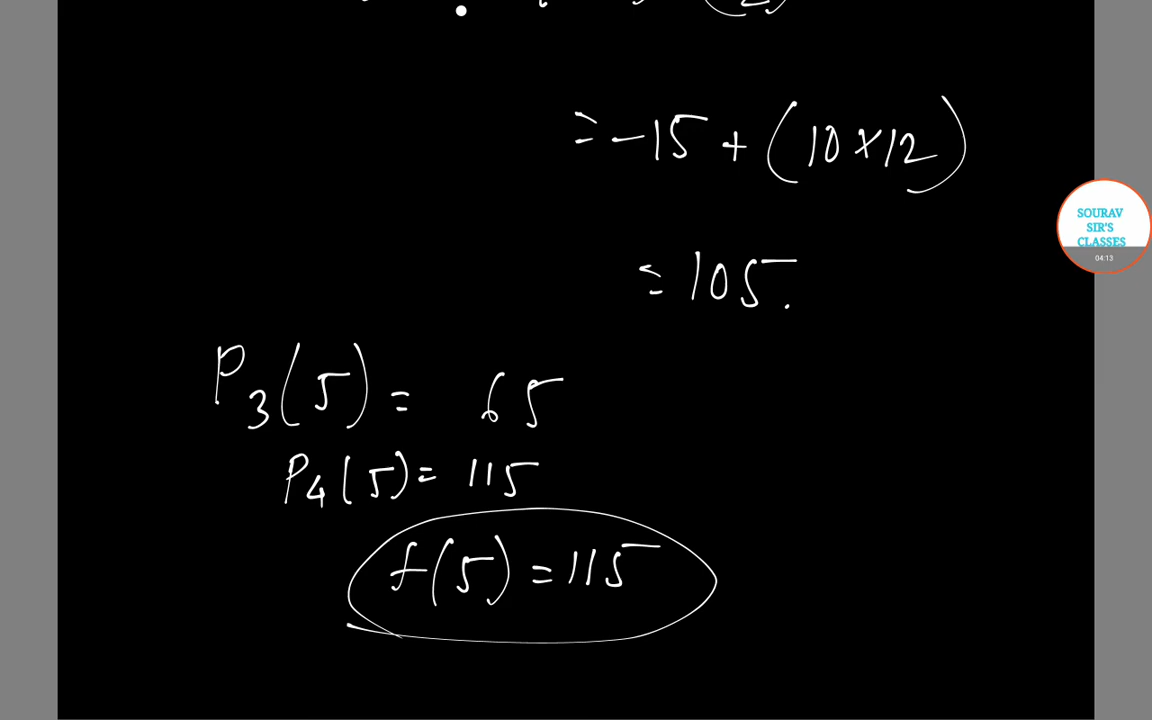 = -15 + (10 × 12)
SOURAV
SIR'S
CLASSES
04:13
= 105.
P₃(5) = 65
P₄(5) = 115
f(5) = 115